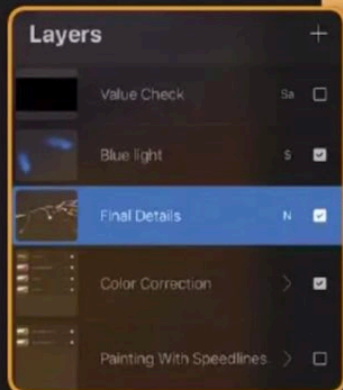 Layers +
Value Check Sa
Blue light S
Final Details N
Color Correction >
Painting With Speedlines >